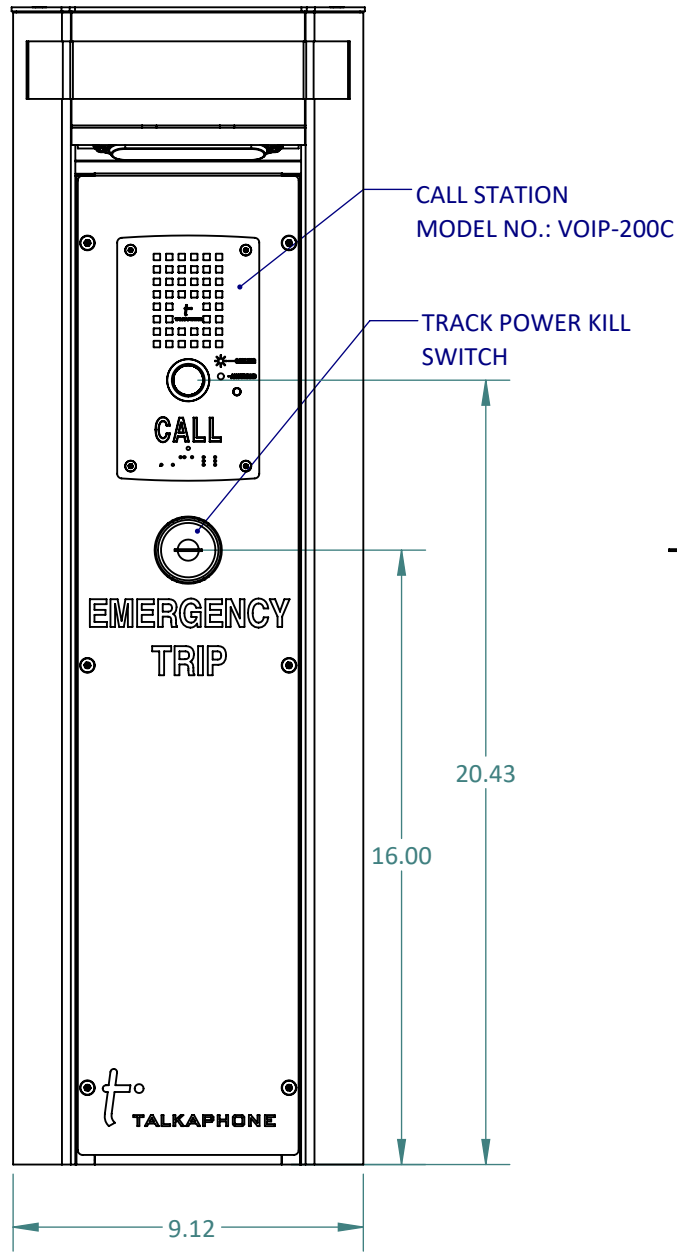 CALL STATION
MODEL NO.: VOIP-200C
TRACK POWER KILL
SWITCH
CALL
EMERGENCY
TRIP
20.43
16.00
t
TALKAPHONE
9.12